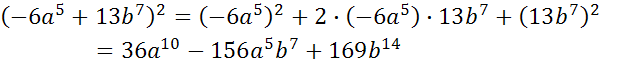 (−6a⁵ + 13b⁷)² = (−6a⁵)² + 2 · (−6a⁵) · 13b⁷ + (13b⁷)²
= 36a¹⁰ − 156a⁵b⁷ + 169b¹⁴